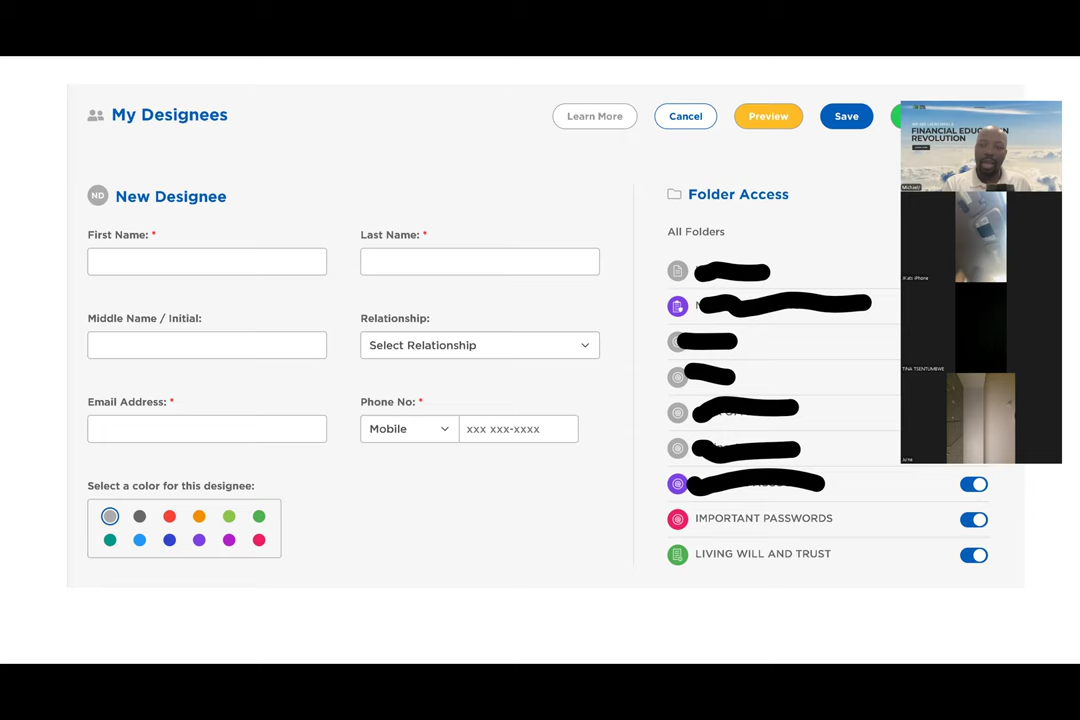 My Designees
Learn More
Cancel
Preview
Save
ND
New Designee
First Name: *
Last Name: *
Middle Name / Initial:
Relationship:
Select Relationship
Email Address: *
Phone No: *
Mobile
xxx xxx-xxxx
Select a color for this designee:
Folder Access
All Folders
IMPORTANT PASSWORDS
LIVING WILL AND TRUST
FINANCIAL EDUCATION
REVOLUTION
TINA TSENTUMBWE